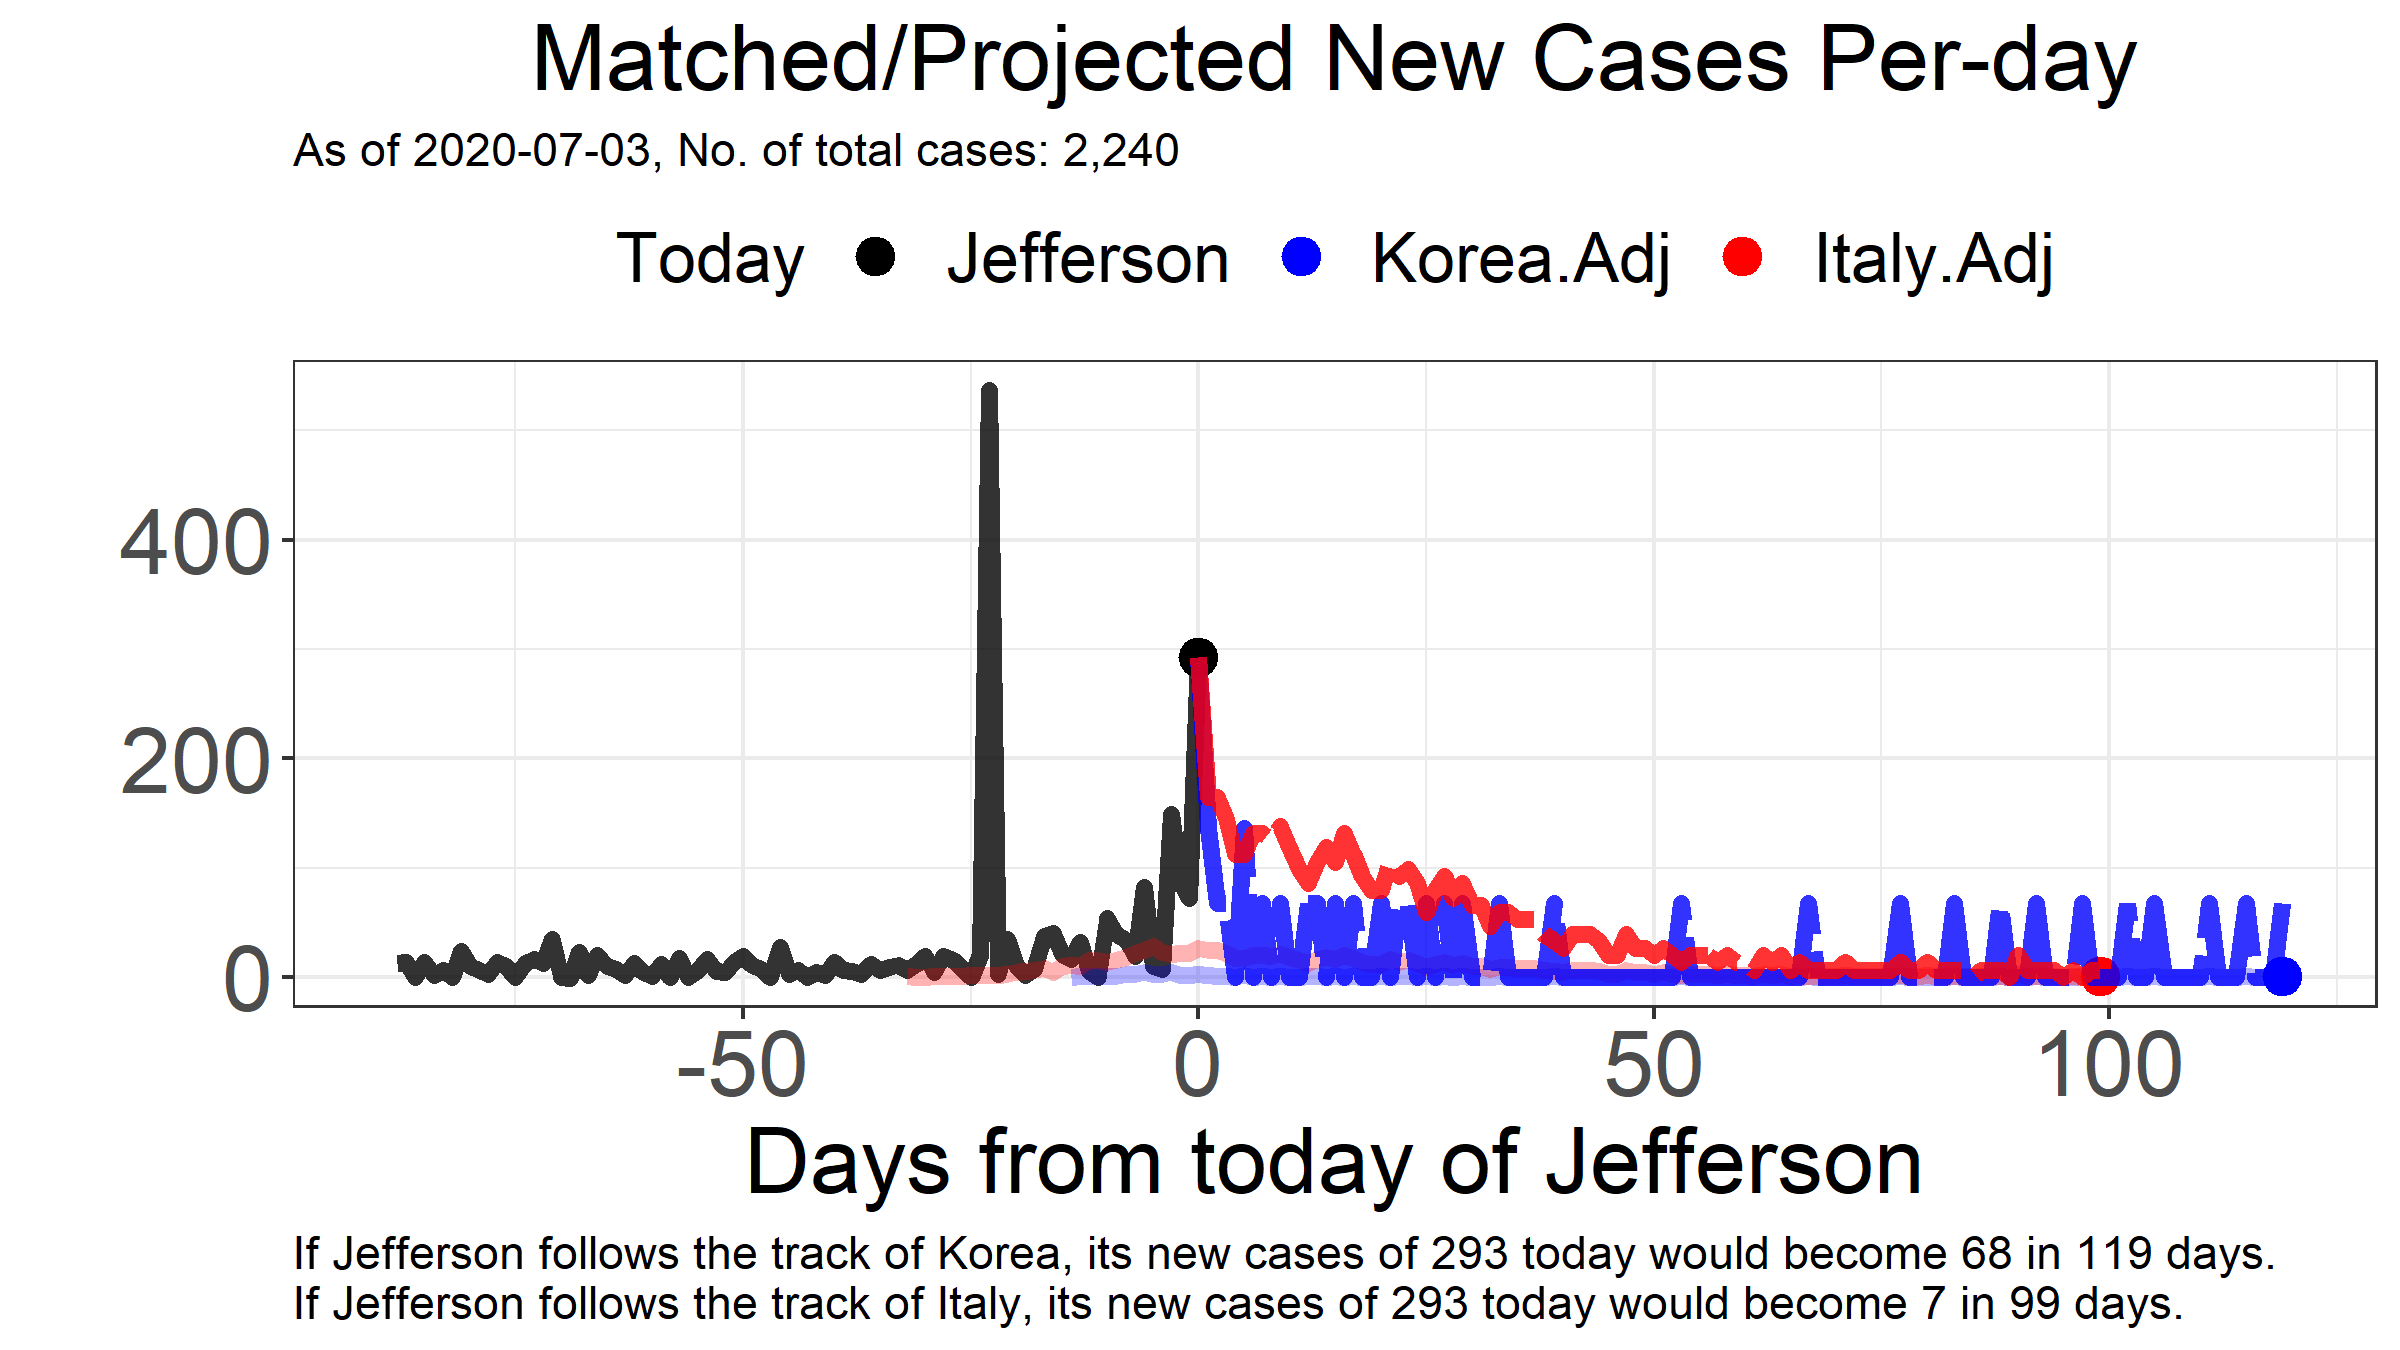 Matched/Projected New Cases Per-day
As of 2020-07-03, No. of total cases: 2,240
Today Jefferson Korea.Adj Italy.Adj
400
200
0
-50 0 50 100
Days from today of Jefferson
If Jefferson follows the track of Korea, its new cases of 293 today would become 68 in 119 days.
If Jefferson follows the track of Italy, its new cases of 293 today would become 7 in 99 days.